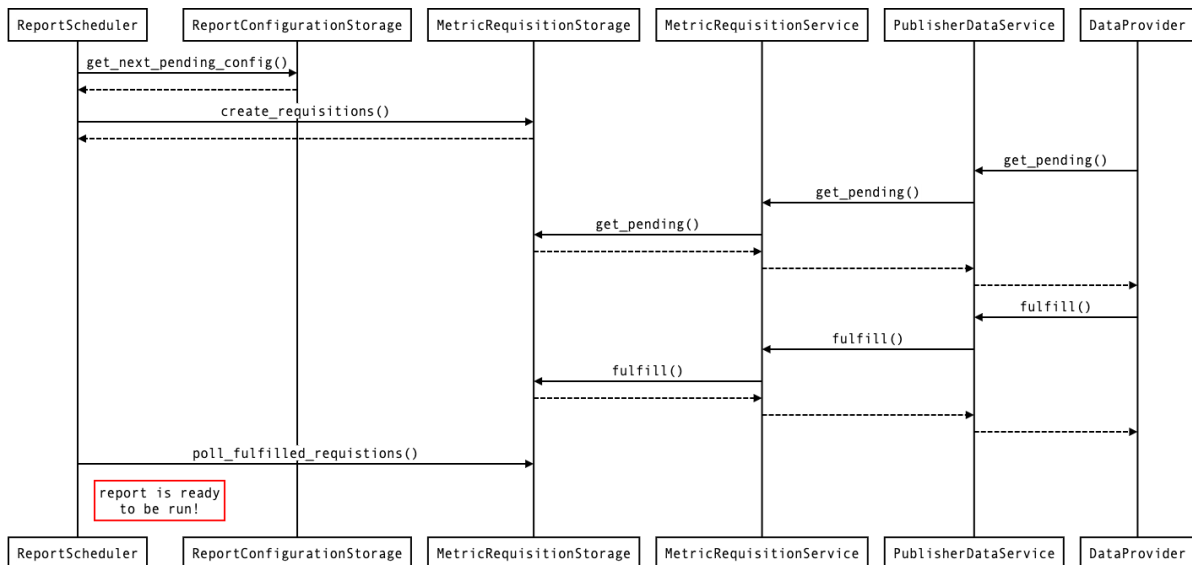 ReportScheduler ReportConfigurationStorage MetricRequisitionStorage MetricRequisitionService PublisherDataService DataProvider
get_next_pending_config()
create_requisitions()
get_pending()
get_pending()
get_pending()
fulfill()
fulfill()
fulfill()
poll_fulfilled_requistions()
report is ready
to be run!
ReportScheduler ReportConfigurationStorage MetricRequisitionStorage MetricRequisitionService PublisherDataService DataProvider